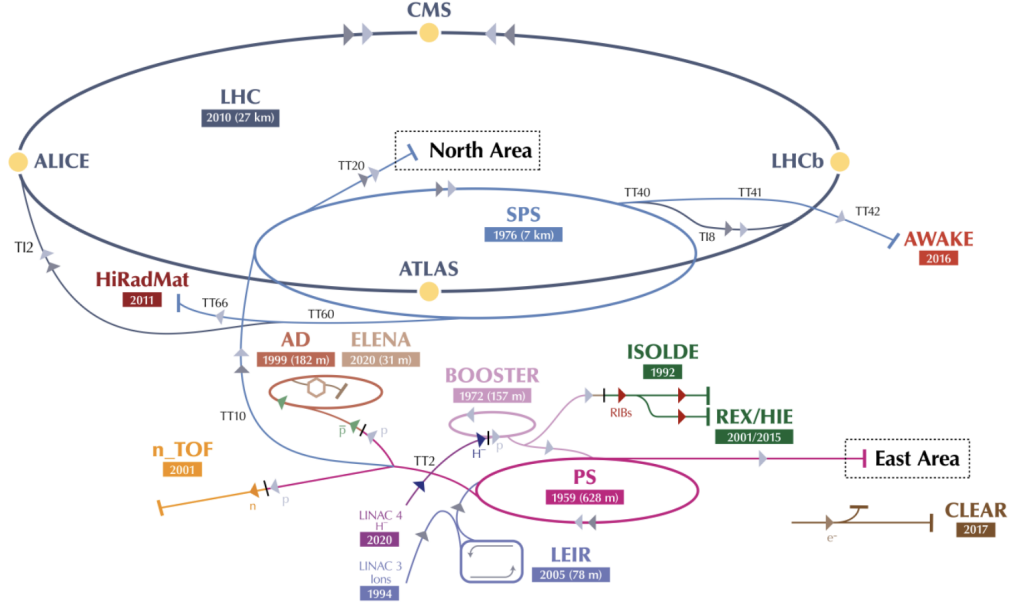 CMS
LHC
2010 (27 km)
North Area
TT20
ALICE
LHCb
TT40
TT41
TT42
SPS
1976 (7 km)
TI8
TI2
AWAKE
2016
ATLAS
HiRadMat
2011
TT66
TT60
AD
1999 (182 m)
ELENA
2020 (31 m)
ISOLDE
1992
BOOSTER
1972 (157 m)
RIBs
REX/HIE
2001/2015
TT10
p̅
p
H⁻
p
n_TOF
2001
TT2
East Area
PS
1959 (628 m)
n
p
LINAC 4
H⁻
2020
CLEAR
2017
e⁻
LEIR
2005 (78 m)
LINAC 3
Ions
1994